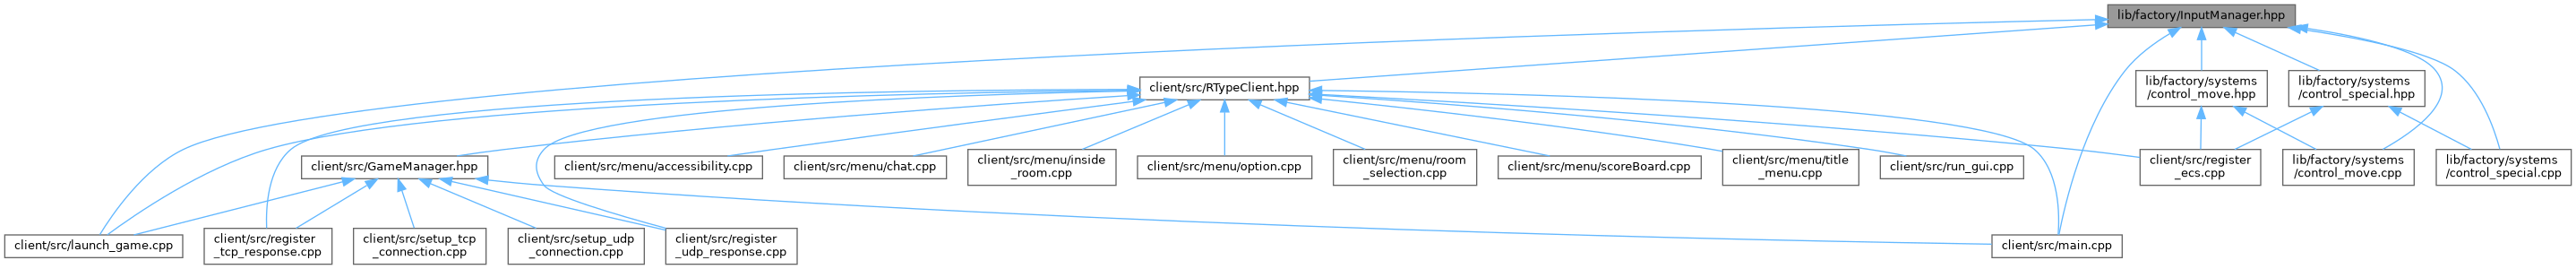 lib/factory/InputManager.hpp
client/src/RTypeClient.hpp
lib/factory/systems
/control_move.hpp
lib/factory/systems
/control_special.hpp
client/src/GameManager.hpp
client/src/menu/accessibility.cpp
client/src/menu/chat.cpp
client/src/menu/inside
_room.cpp
client/src/menu/option.cpp
client/src/menu/room
_selection.cpp
client/src/menu/scoreBoard.cpp
client/src/menu/title
_menu.cpp
client/src/run_gui.cpp
client/src/register
_ecs.cpp
lib/factory/systems
/control_move.cpp
lib/factory/systems
/control_special.cpp
client/src/launch_game.cpp
client/src/register
_tcp_response.cpp
client/src/setup_tcp
_connection.cpp
client/src/setup_udp
_connection.cpp
client/src/register
_udp_response.cpp
client/src/main.cpp